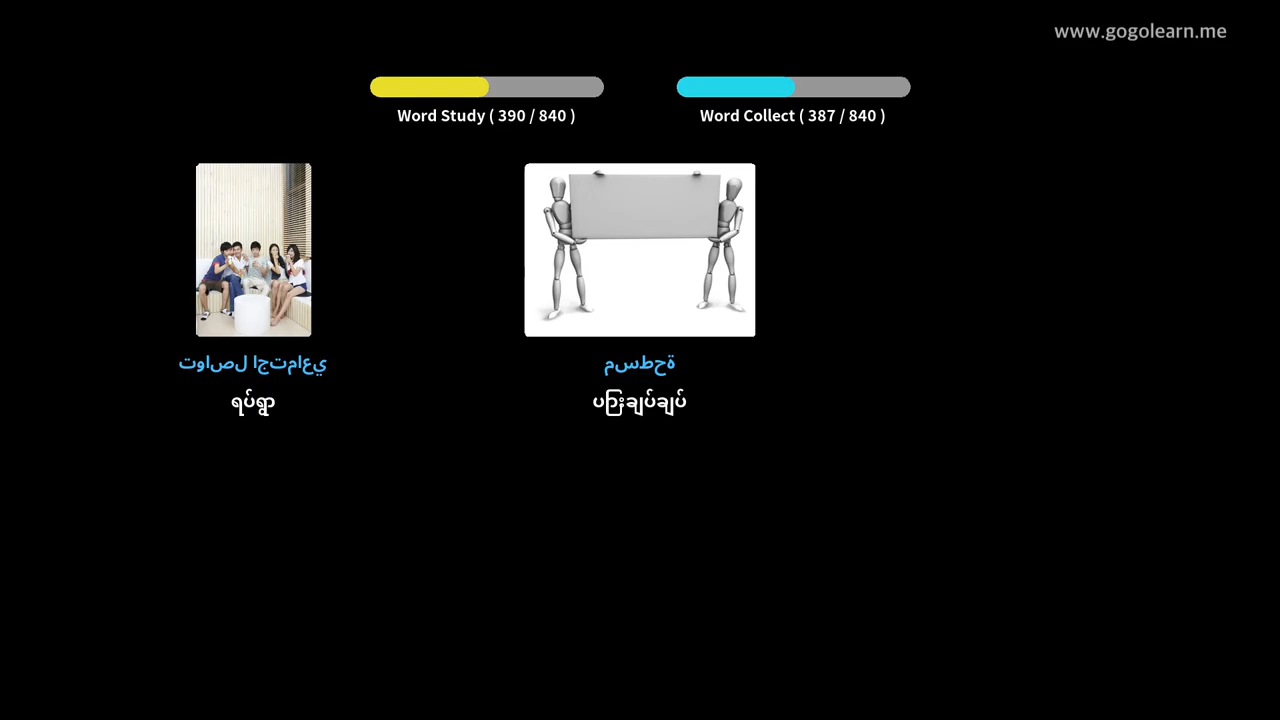 www.gogolearn.me
Word Study ( 390 / 840 )
Word Collect ( 387 / 840 )
تواصل اجتماعي
ရပ်ရွာ
مسطحة
ပြားချပ်ချပ်